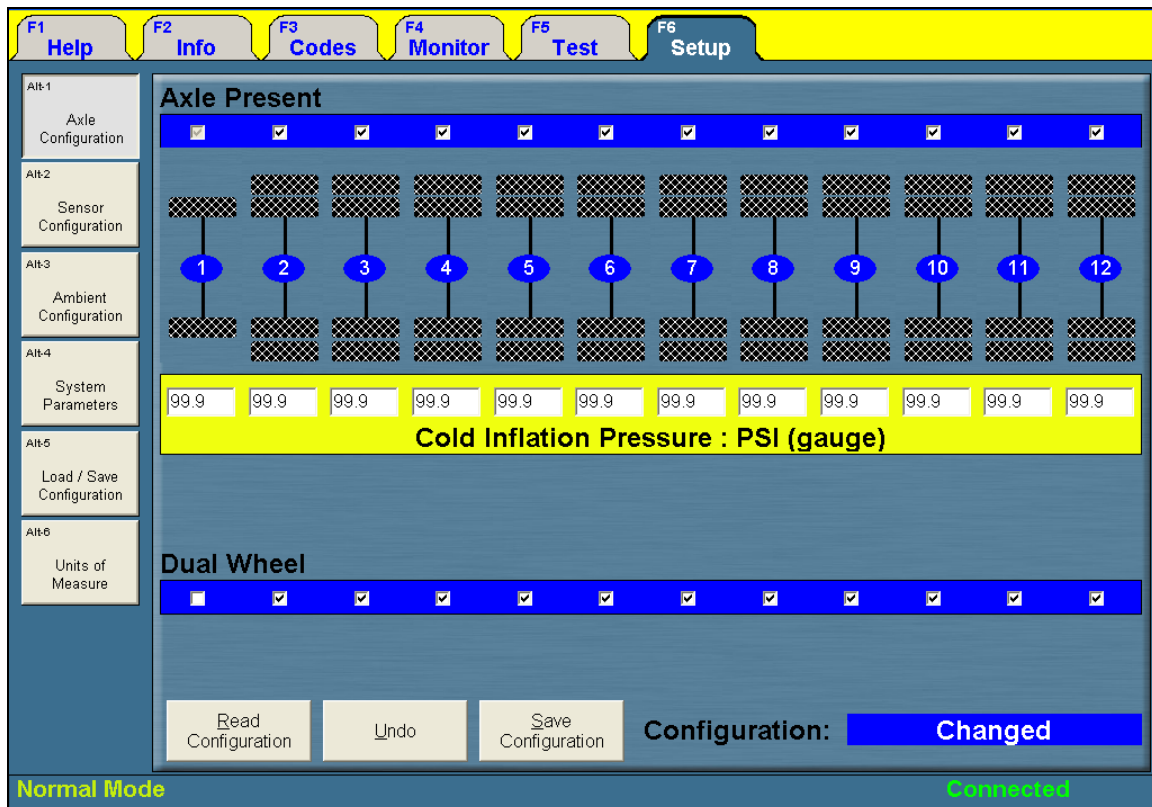 F1 Help
F2 Info
F3 Codes
F4 Monitor
F5 Test
F6 Setup
Alt-1
Axle
Configuration
Alt-2
Sensor
Configuration
Alt-3
Ambient
Configuration
Alt-4
System
Parameters
Alt-5
Load / Save
Configuration
Alt-6
Units of
Measure
Axle Present
1 2 3 4 5 6 7 8 9 10 11 12
99.9 99.9 99.9 99.9 99.9 99.9 99.9 99.9 99.9 99.9 99.9 99.9
Cold Inflation Pressure : PSI (gauge)
Dual Wheel
Read
Configuration
Undo
Save
Configuration
Configuration: Changed
Normal Mode Connected